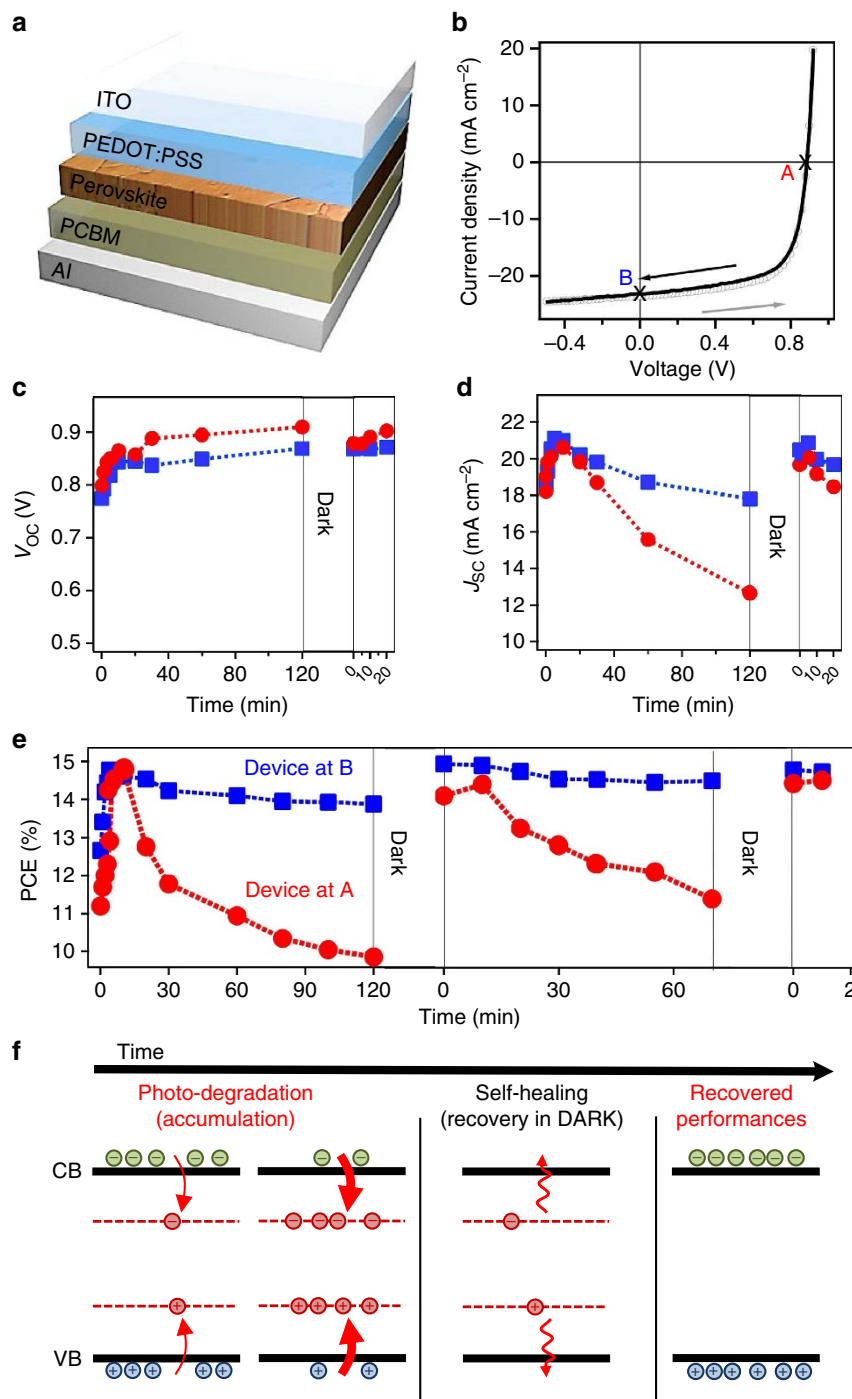 a
ITO
PEDOT:PSS
Perovskite
PCBM
Al
b
Current density (mA cm⁻²)
20
10
0
−10
−20
A
B
−0.4
0.0
0.4
0.8
Voltage (V)
c
V_OC (V)
0.9
0.8
0.7
0.6
0.5
Dark
0
40
80
120
0
10
20
Time (min)
d
J_SC (mA cm⁻²)
22
20
18
16
14
12
10
Dark
0
40
80
120
0
10
20
Time (min)
e
PCE (%)
15
14
13
12
11
10
Device at B
Device at A
Dark
Dark
0
30
60
90
120
0
30
60
0
2
Time (min)
f
Time
Photo-degradation
(accumulation)
Self-healing
(recovery in DARK)
Recovered
performances
CB
VB